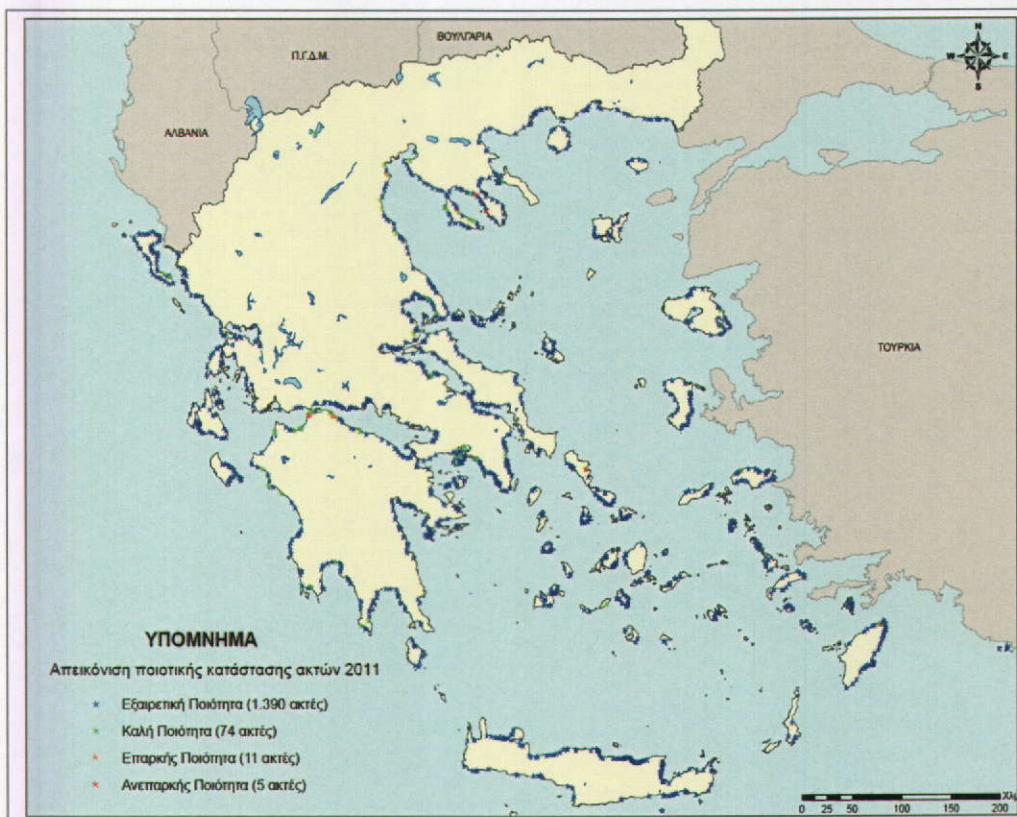 ΒΟΥΛΓΑΡΙΑ
Π.Γ.Δ.Μ.
ΑΛΒΑΝΙΑ
N
W E
S
ΤΟΥΡΚΙΑ
ΥΠΟΜΝΗΜΑ
Απεικόνιση ποιοτικής κατάστασης ακτών 2011
Εξαιρετική Ποιότητα (1.390 ακτές)
Καλή Ποιότητα (74 ακτές)
Επαρκής Ποιότητα (11 ακτές)
Ανεπαρκής Ποιότητα (5 ακτές)
0 25 50 100 150 200